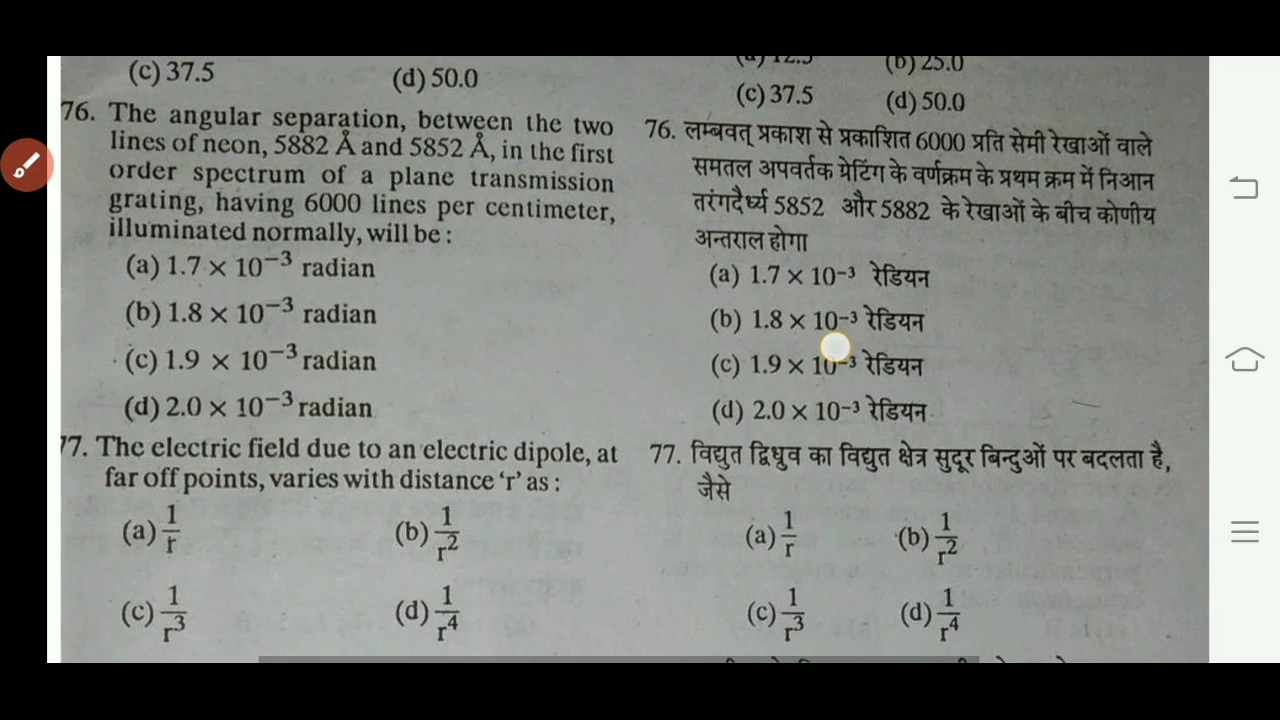 (c) 37.5 (d) 50.0
76. The angular separation, between the two
lines of neon, 5882 Å and 5852 Å, in the first
order spectrum of a plane transmission
grating, having 6000 lines per centimeter,
illuminated normally, will be :
(a) 1.7 × 10⁻³ radian
(b) 1.8 × 10⁻³ radian
(c) 1.9 × 10⁻³ radian
(d) 2.0 × 10⁻³ radian
77. The electric field due to an electric dipole, at
far off points, varies with distance ‘r’ as :
(a) 1/r (b) 1/r²
(c) 1/r³ (d) 1/r⁴
(a) 12.5 (b) 25.0
(c) 37.5 (d) 50.0
76. लम्बवत् प्रकाश से प्रकाशित 6000 प्रति सेमी रेखाओं वाले
समतल अपवर्तक ग्रेटिंग के वर्णक्रम के प्रथम क्रम में निआन
तरंगदैर्ध्य 5852 और 5882 के रेखाओं के बीच कोणीय
अन्तराल होगा
(a) 1.7 × 10⁻³ रेडियन
(b) 1.8 × 10⁻³ रेडियन
(c) 1.9 × 10⁻³ रेडियन
(d) 2.0 × 10⁻³ रेडियन
77. विद्युत द्विध्रुव का विद्युत क्षेत्र सुदूर बिन्दुओं पर बदलता है,
जैसे
(a) 1/r (b) 1/r²
(c) 1/r³ (d) 1/r⁴